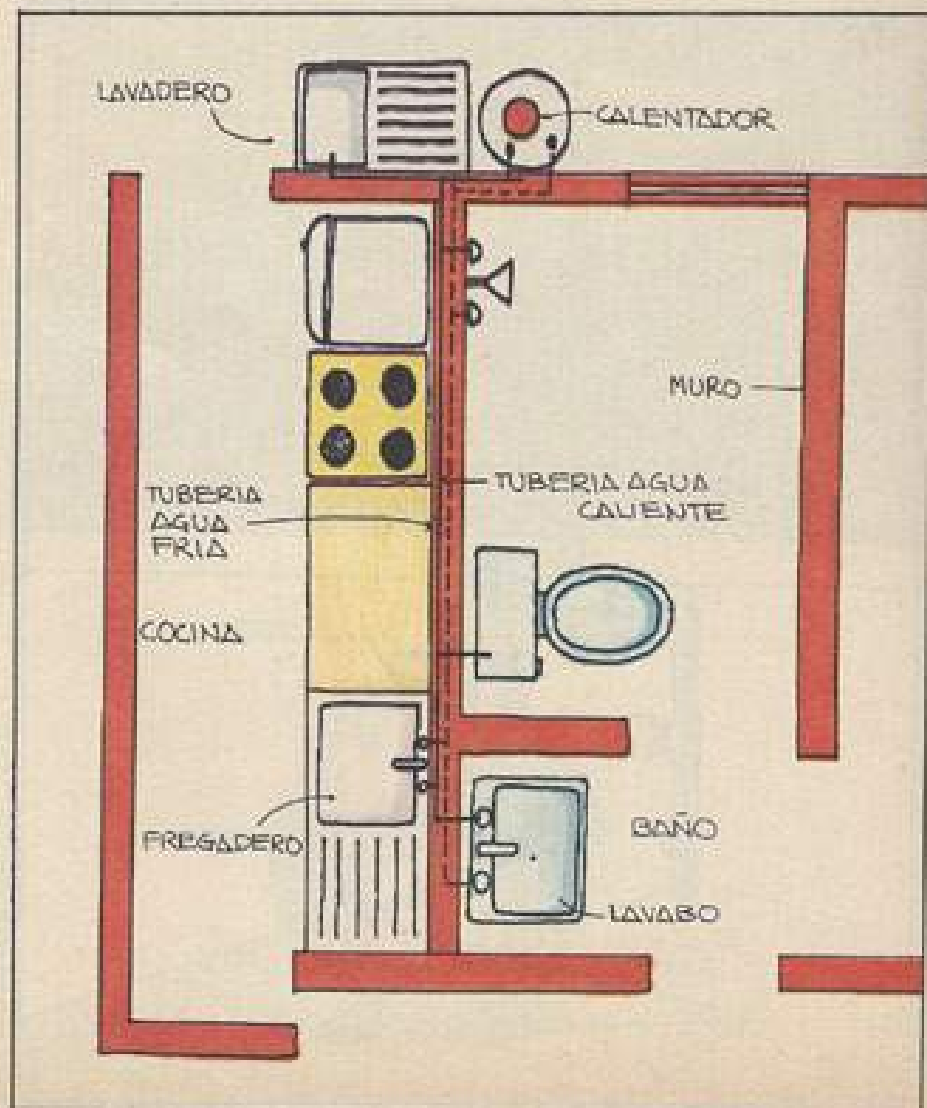 LAVADERO
CALENTADOR
MURO
TUBERIA
AGUA
FRIA
TUBERIA AGUA
CALIENTE
COCINA
FREGADERO
BAÑO
LAVABO